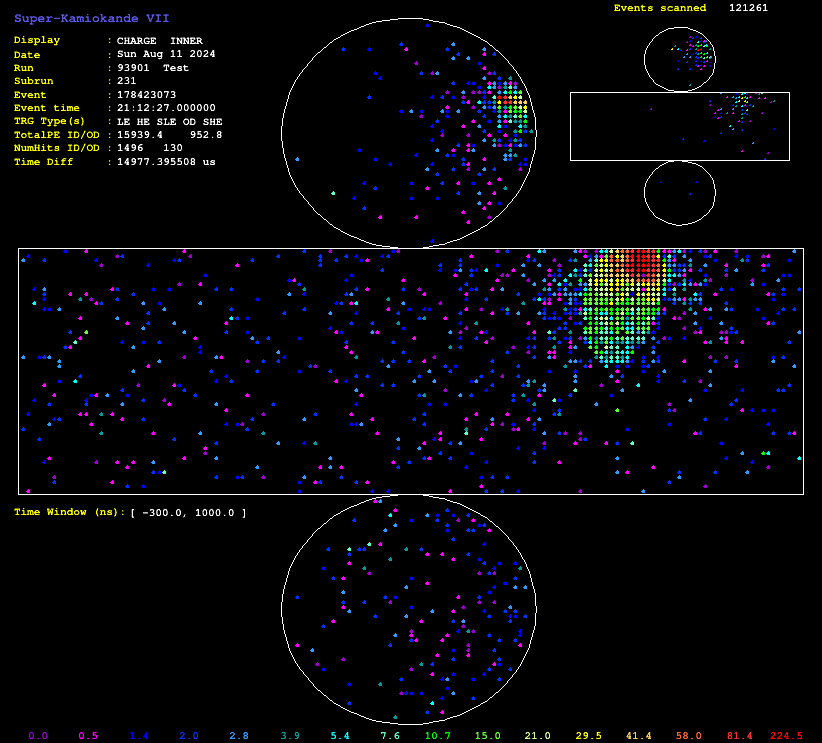 Super-Kamiokande VII
Events scanned 121261
Display : CHARGE INNER
Date : Sun Aug 11 2024
Run : 93901 Test
Subrun : 231
Event : 178423073
Event time : 21:12:27.000000
TRG Type(s) : LE HE SLE OD SHE
TotalPE ID/OD : 15939.4 952.8
NumHits ID/OD : 1496 130
Time Diff : 14977.395508 us
Time Window (ns): [ -300.0, 1000.0 ]
0.0 0.5 1.4 2.0 2.8 3.9 5.4 7.6 10.7 15.0 21.0 29.5 41.4 58.0 81.4 224.5